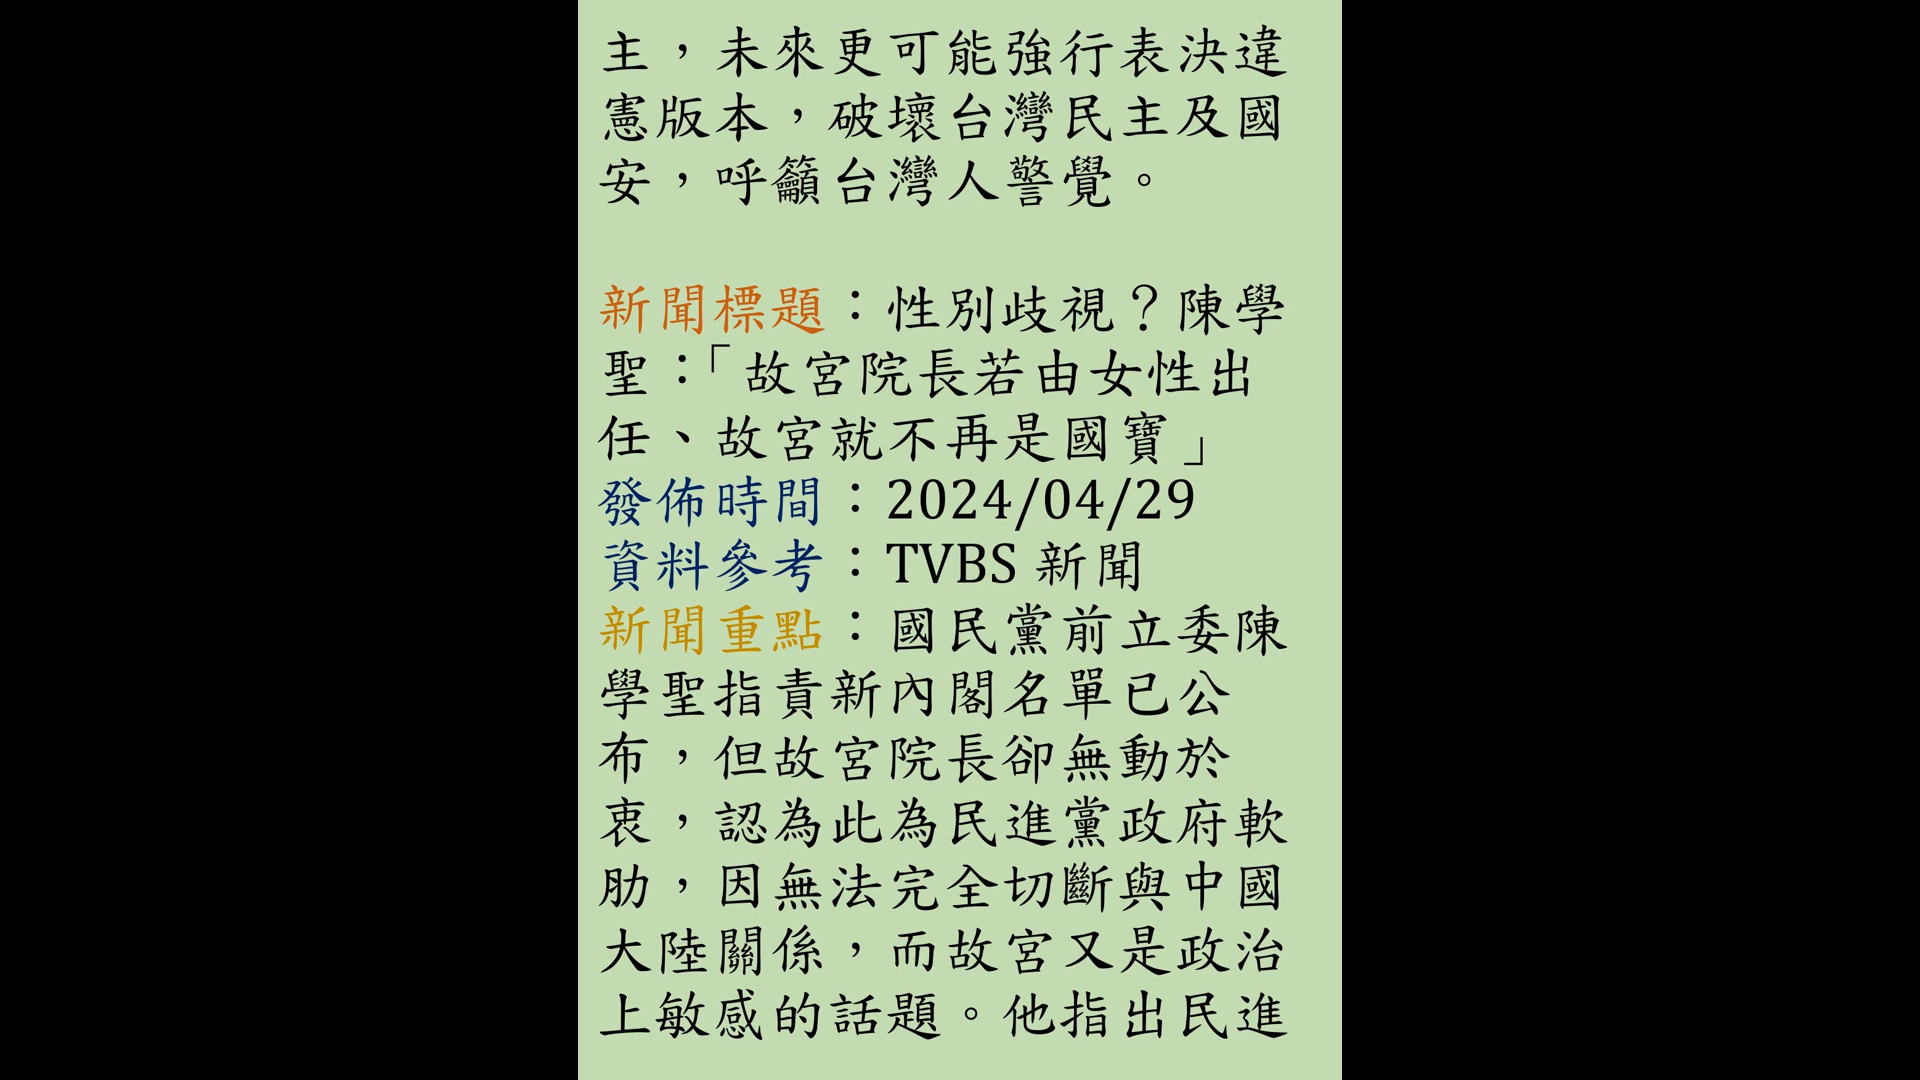 主，未來更可能強行表決違
憲版本，破壞台灣民主及國
安，呼籲台灣人警覺。
新聞標題：性別歧視？陳學
聖：「故宮院長若由女性出
任、故宮就不再是國寶」
發佈時間：2024/04/29
資料參考：TVBS 新聞
新聞重點：國民黨前立委陳
學聖指責新內閣名單已公
布，但故宮院長卻無動於
衷，認為此為民進黨政府軟
肋，因無法完全切斷與中國
大陸關係，而故宮又是政治
上敏感的話題。他指出民進